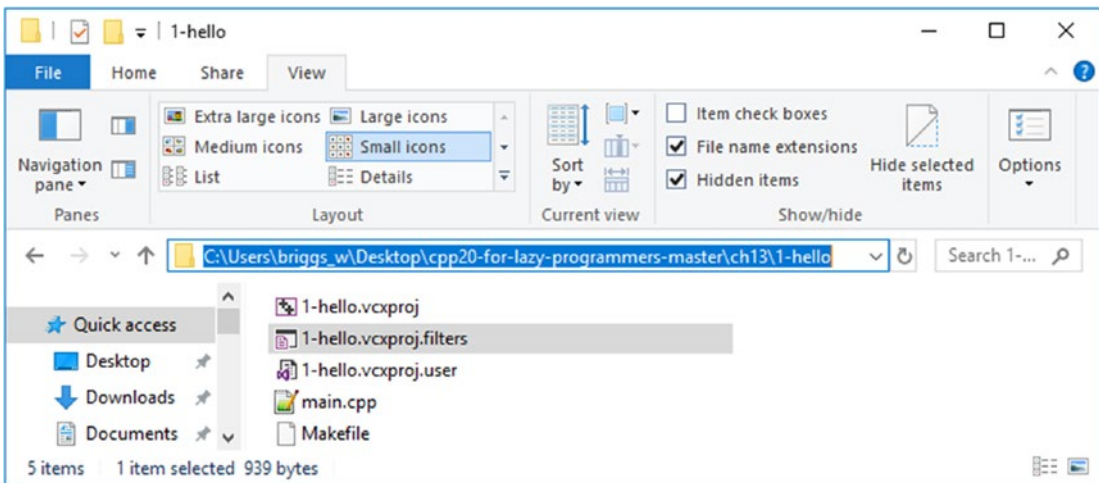 1-hello
File Home Share View
Navigation pane
Extra large icons Large icons
Medium icons Small icons
List Details
Sort by
Item check boxes
File name extensions
Hidden items
Hide selected items
Options
Panes Layout Current view Show/hide
C:\Users\briggs_w\Desktop\cpp20-for-lazy-programmers-master\ch13\1-hello
Search 1-...
Quick access
Desktop
Downloads
Documents
1-hello.vcxproj
1-hello.vcxproj.filters
1-hello.vcxproj.user
main.cpp
Makefile
5 items 1 item selected 939 bytes